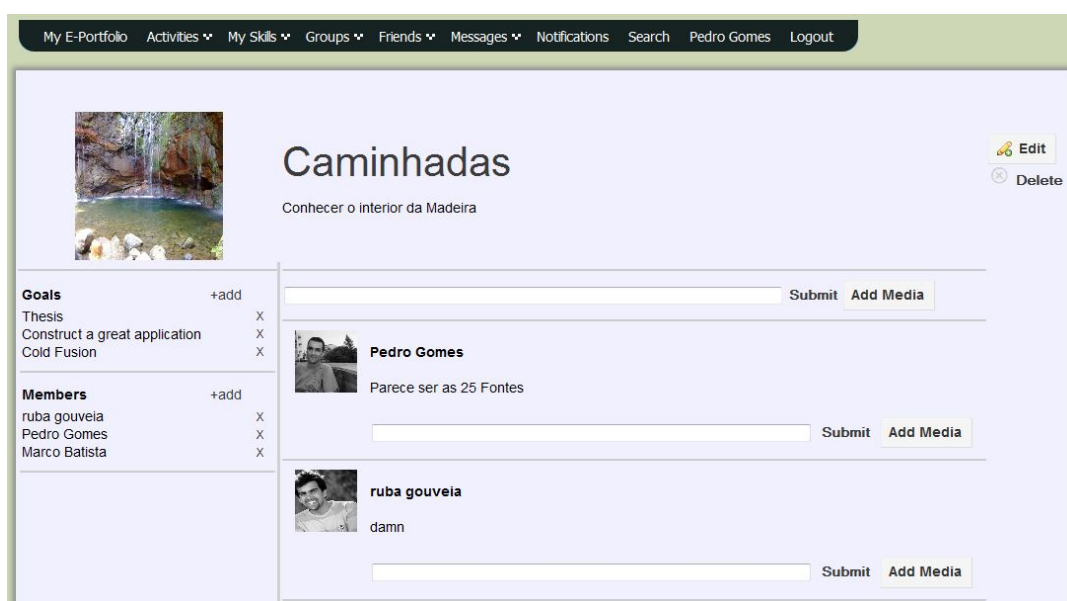 My E-Portfolio Activities My Skills Groups Friends Messages Notifications Search Pedro Gomes Logout
Caminhadas
Conhecer o interior da Madeira
Edit
Delete
Goals +add
Thesis X
Construct a great application X
Cold Fusion X
Members +add
ruba gouveia X
Pedro Gomes X
Marco Batista X
Submit Add Media
Pedro Gomes
Parece ser as 25 Fontes
Submit Add Media
ruba gouveia
damn
Submit Add Media